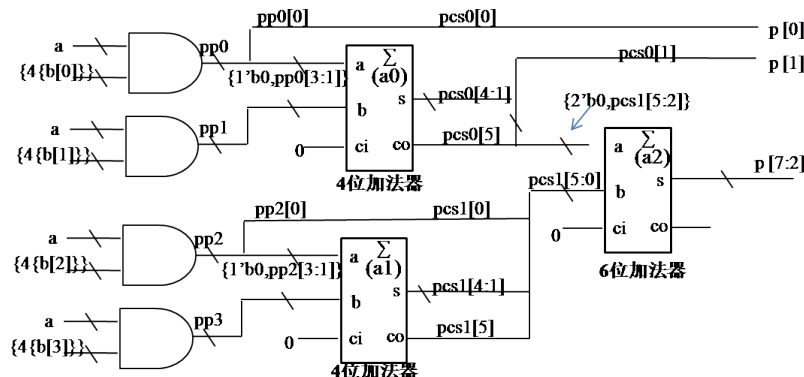 pp0[0]
pcs0[0]
p[0]
a
pp0
{4{b[0]}}
{1'b0,pp0[3:1]}
a
Σ
(a0)
s
pcs0[4:1]
pcs0[1]
p[1]
a
pp1
{4{b[1]}}
b
0
ci
co
pcs0[5]
4位加法器
{2'b0,pcs1[5:2]}
a
Σ
(a2)
pcs1[5:0]
b
s
p[7:2]
0
ci
co
6位加法器
pp2[0]
pcs1[0]
a
pp2
{4{b[2]}}
{1'b0,pp2[3:1]}
a
Σ
(a1)
s
pcs1[4:1]
a
pp3
{4{b[3]}}
b
0
ci
co
pcs1[5]
4位加法器